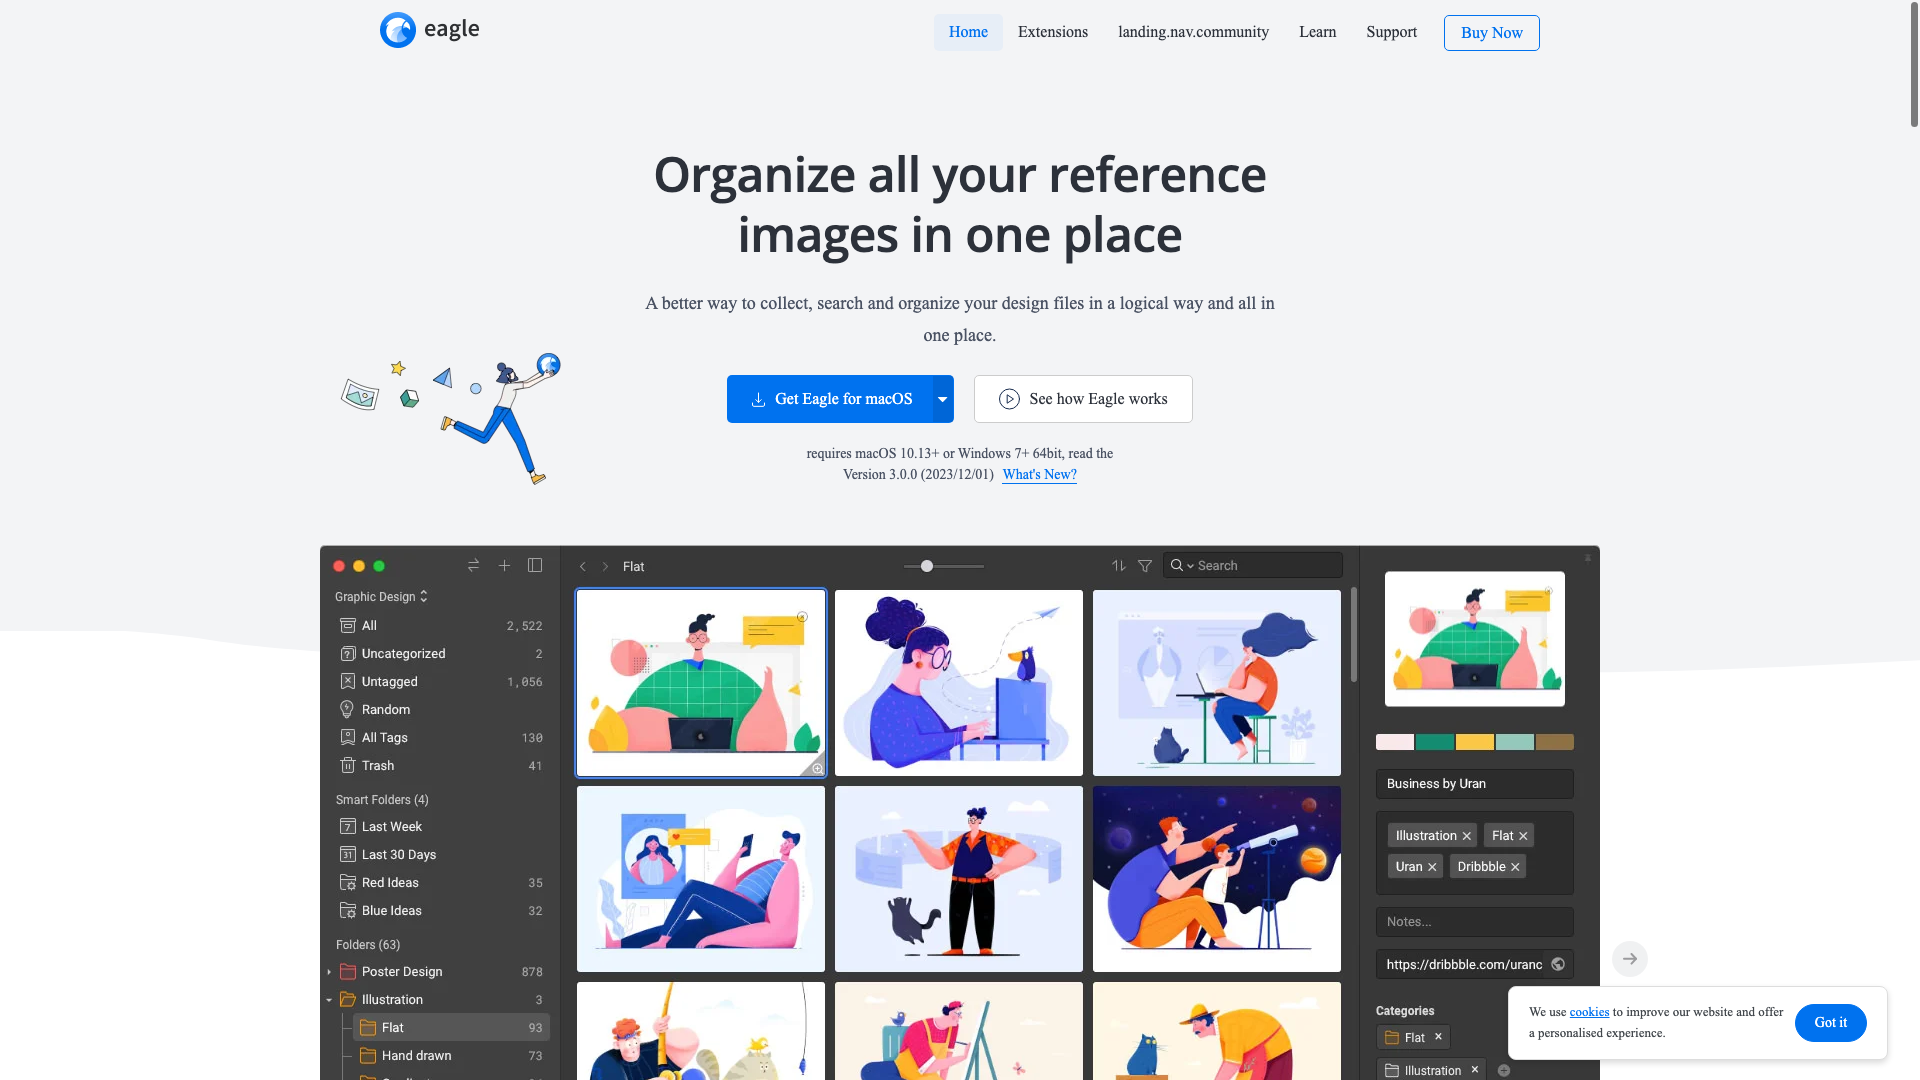 eagle
Home
Extensions
landing.nav.community
Learn
Support
Buy Now
Organize all your reference
images in one place
A better way to collect, search and organize your design files in a logical way and all in
one place.
Get Eagle for macOS
See how Eagle works
requires macOS 10.13+ or Windows 7+ 64bit, read the
Version 3.0.0 (2023/12/01) What's New?
Graphic Design
All 2,522
Uncategorized 2
Untagged 1,056
Random
All Tags 130
Trash 41
Smart Folders (4)
7 Last Week
31 Last 30 Days
Red Ideas 35
Blue Ideas 32
Folders (63)
Poster Design 878
Illustration 3
Flat 93
Hand drawn 73
Flat
Search
Business by Uran
Illustration
Flat
Uran
Dribbble
Notes...
https://dribbble.com/uranc
Categories
Flat
Illustration
We use cookies to improve our website and offer
a personalised experience.
Got it